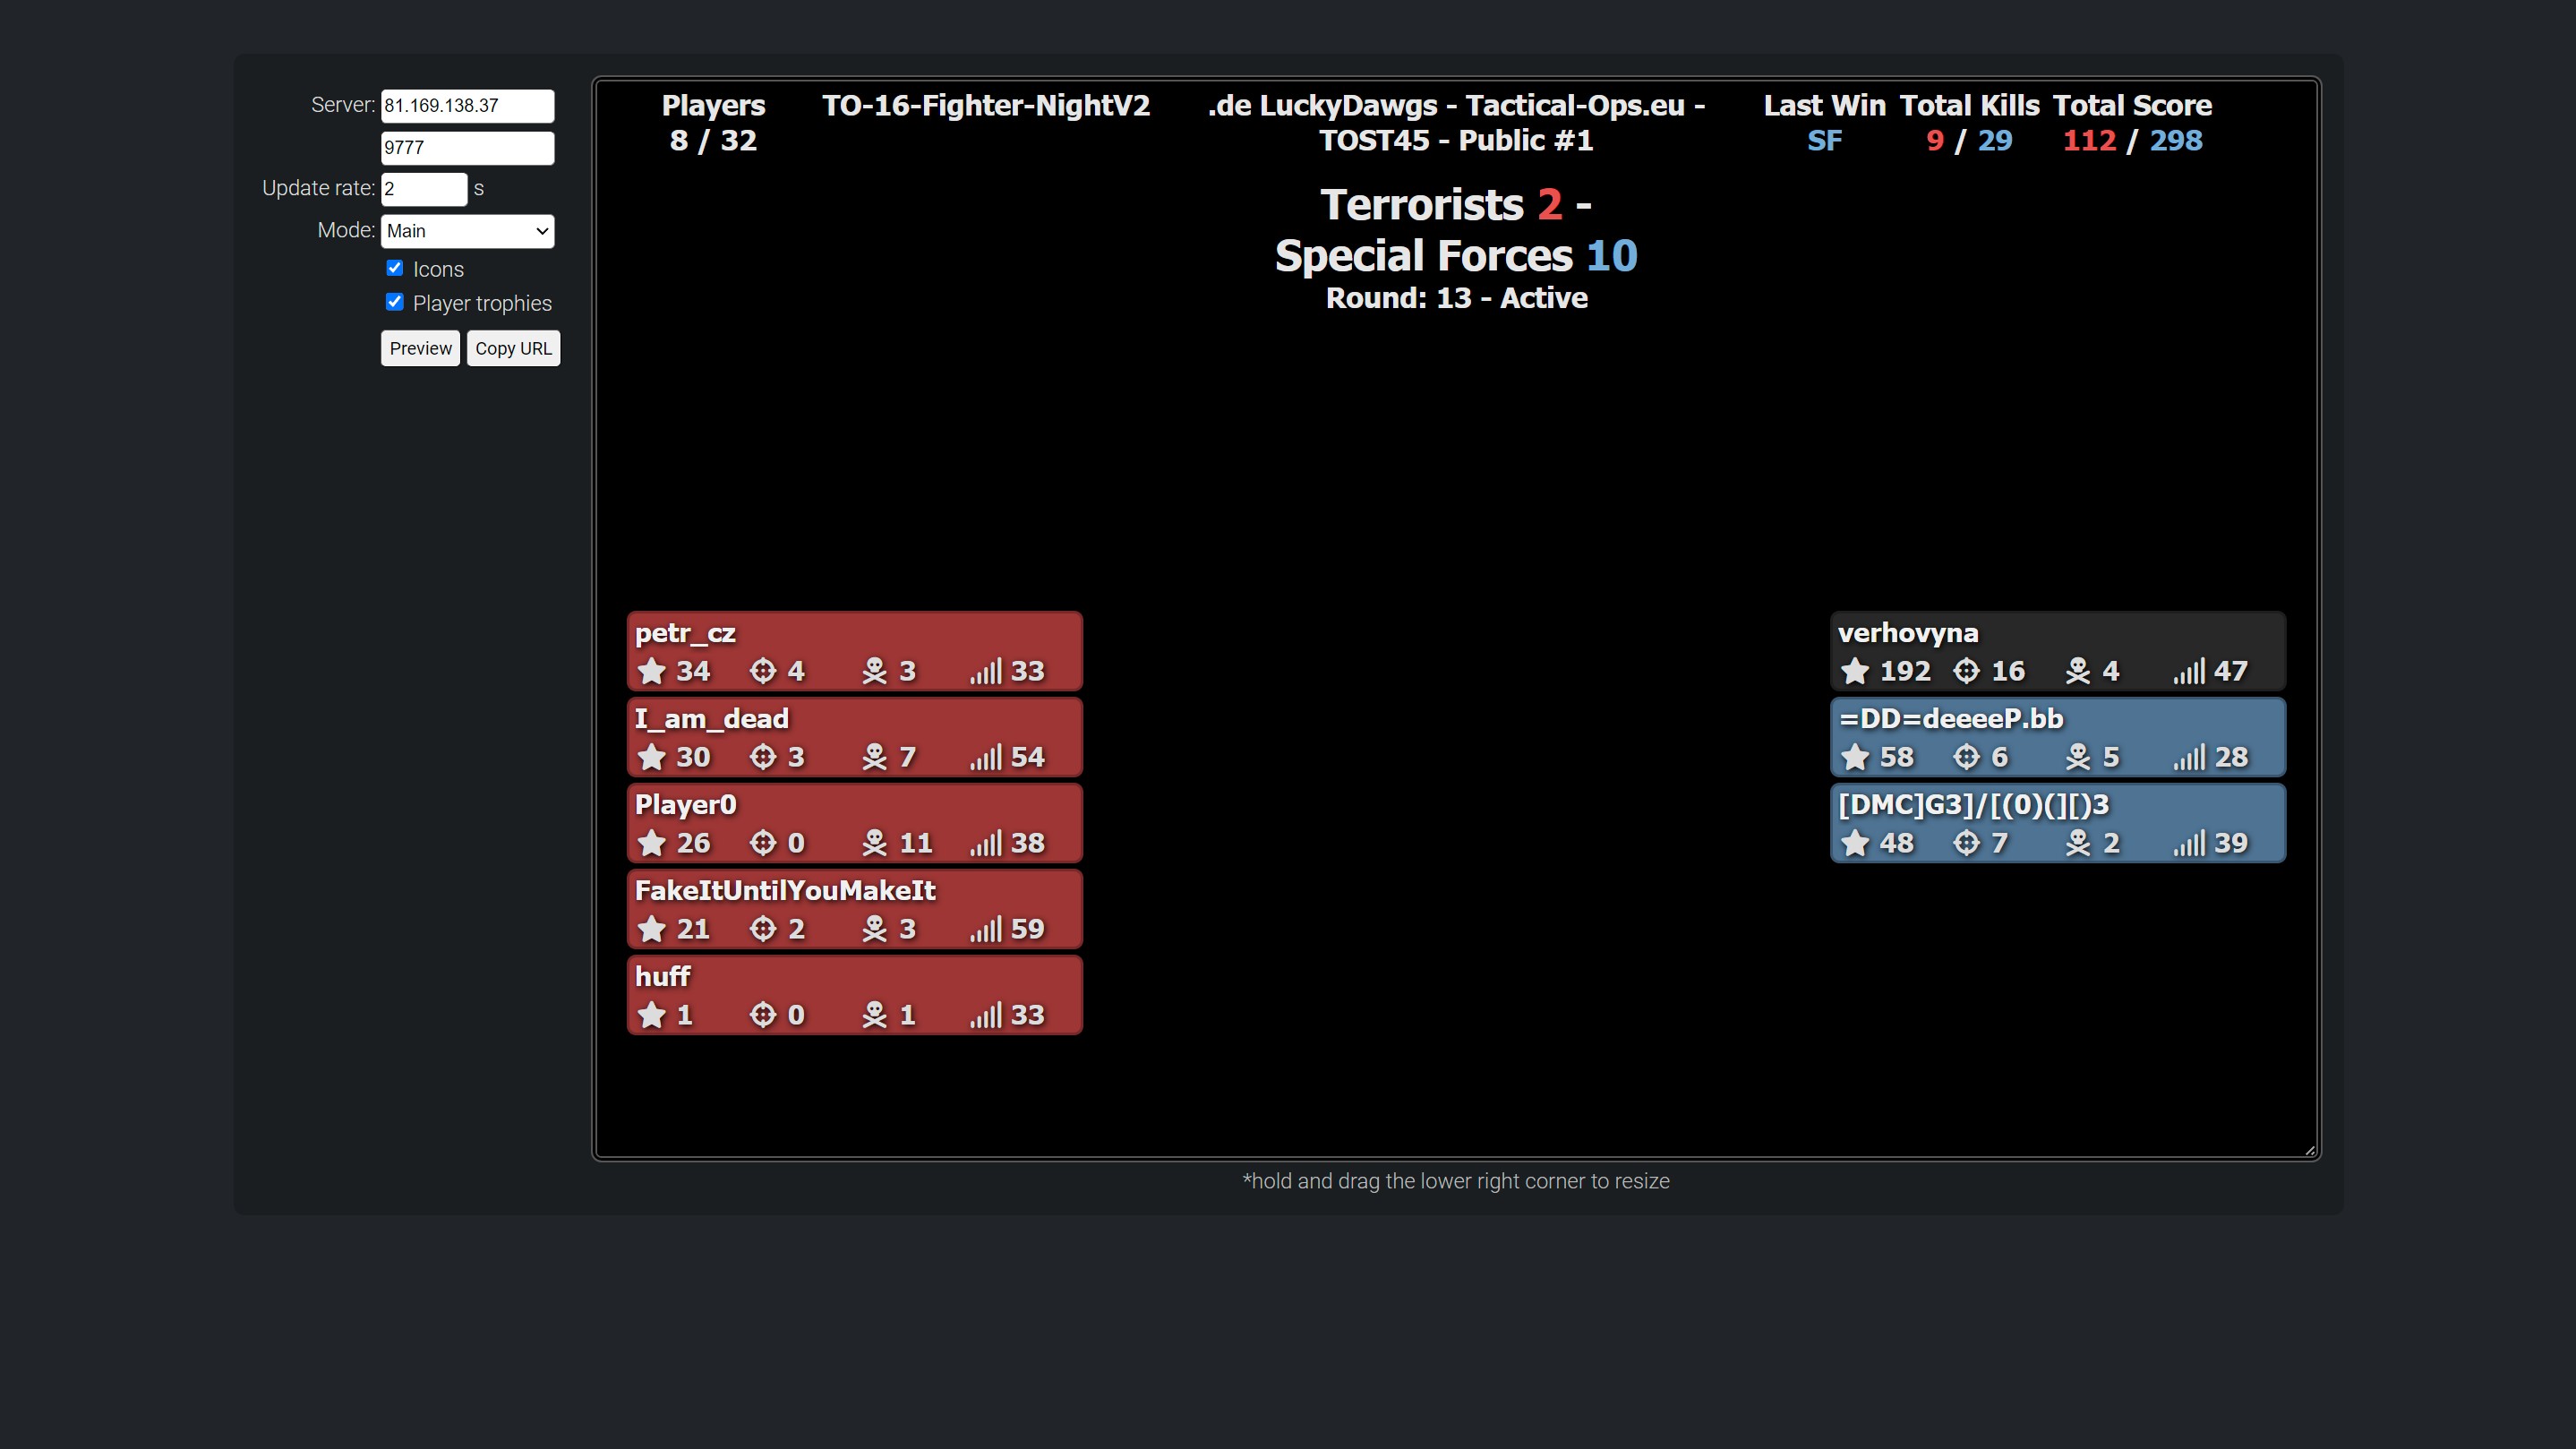 Server: 81.169.138.37
9777
Update rate: 2 s
Mode: Main
Icons
Player trophies
Preview Copy URL
Players
8 / 32
TO-16-Fighter-NightV2
.de LuckyDawgs - Tactical-Ops.eu -
TOST45 - Public #1
Last Win Total Kills Total Score
SF 9 / 29 112 / 298
Terrorists 2 -
Special Forces 10
Round: 13 - Active
petr_cz
34 4 3 33
I_am_dead
30 3 7 54
Player0
26 0 11 38
FakeItUntilYouMakeIt
21 2 3 59
huff
1 0 1 33
verhovyna
192 16 4 47
=DD=deeeeP.bb
58 6 5 28
[DMC]G3]/[(0)(][)3
48 7 2 39
*hold and drag the lower right corner to resize